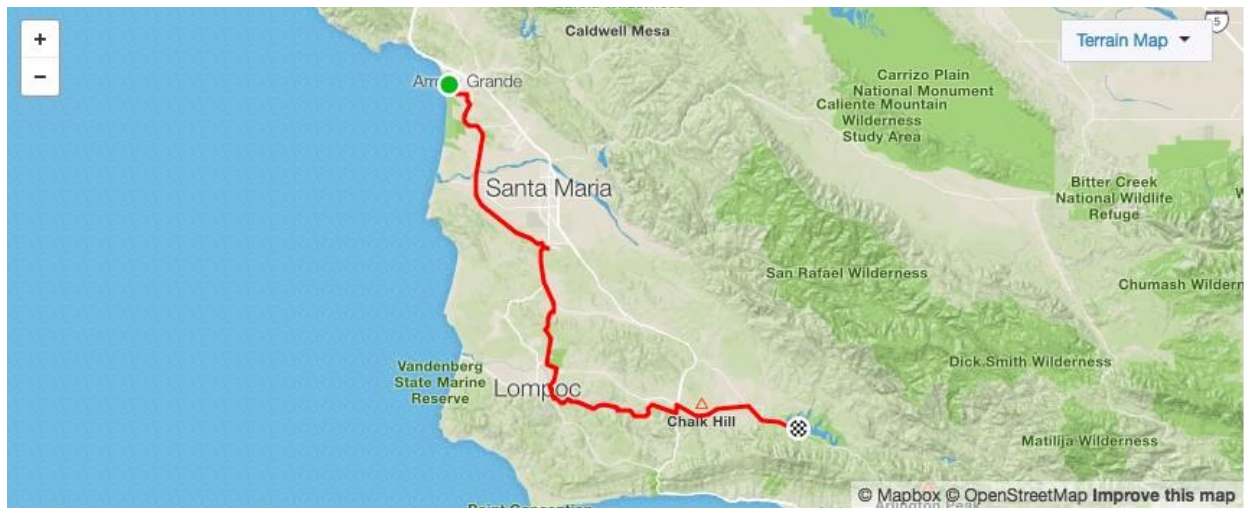 +
−
Terrain Map
5
Caldwell Mesa
Grande
Carrizo Plain
National Monument
Caliente Mountain
Wilderness
Study Area
Santa Maria
Bitter Creek
National Wildlife
Refuge
San Rafael Wilderness
Chumash Wildern
Vandenberg
State Marine
Reserve
Lompoc
Dick Smith Wilderness
Chalk Hill
Matilija Wilderness
© Mapbox © OpenStreetMap Improve this map